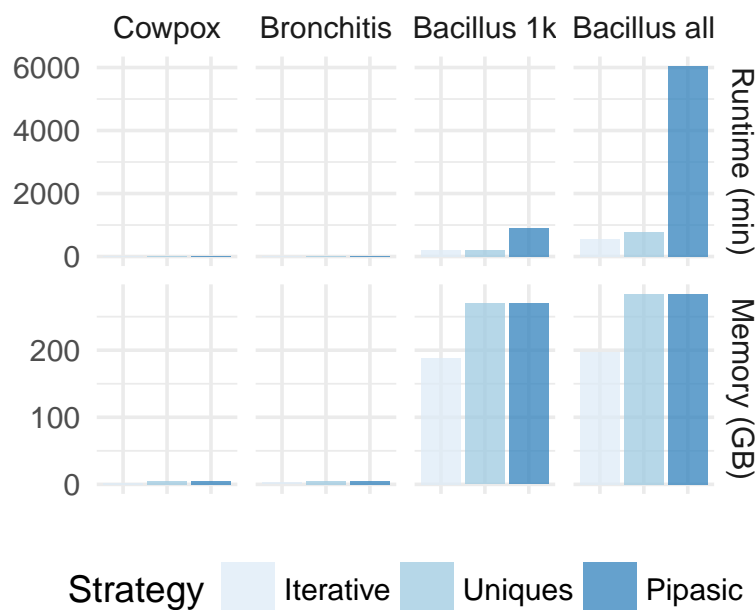 Cowpox Bronchitis Bacillus 1k Bacillus all
6000
4000
2000
0
Runtime (min)
200
100
0
Memory (GB)
Strategy Iterative Uniques Pipasic